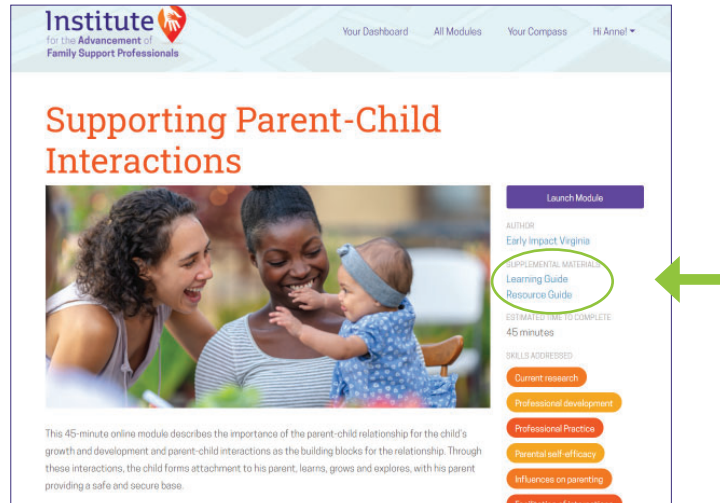 Institute
for the Advancement of
Family Support Professionals
Your Dashboard
All Modules
Your Compass
Hi Anne!
Supporting Parent-Child
Interactions
Launch Module
AUTHOR
Early Impact Virginia
SUPPLEMENTAL MATERIALS
Learning Guide
Resource Guide
ESTIMATED TIME TO COMPLETE
45 minutes
SKILLS ADDRESSED
Current research
Professional development
Professional Practice
Parental self-efficacy
Influences on parenting
This 45-minute online module describes the importance of the parent-child relationship for the child's
growth and development and parent-child interactions as the building blocks for the relationship. Through
these interactions, the child forms attachment to his parent, learns, grows and explores, with his parent
providing a safe and secure base.